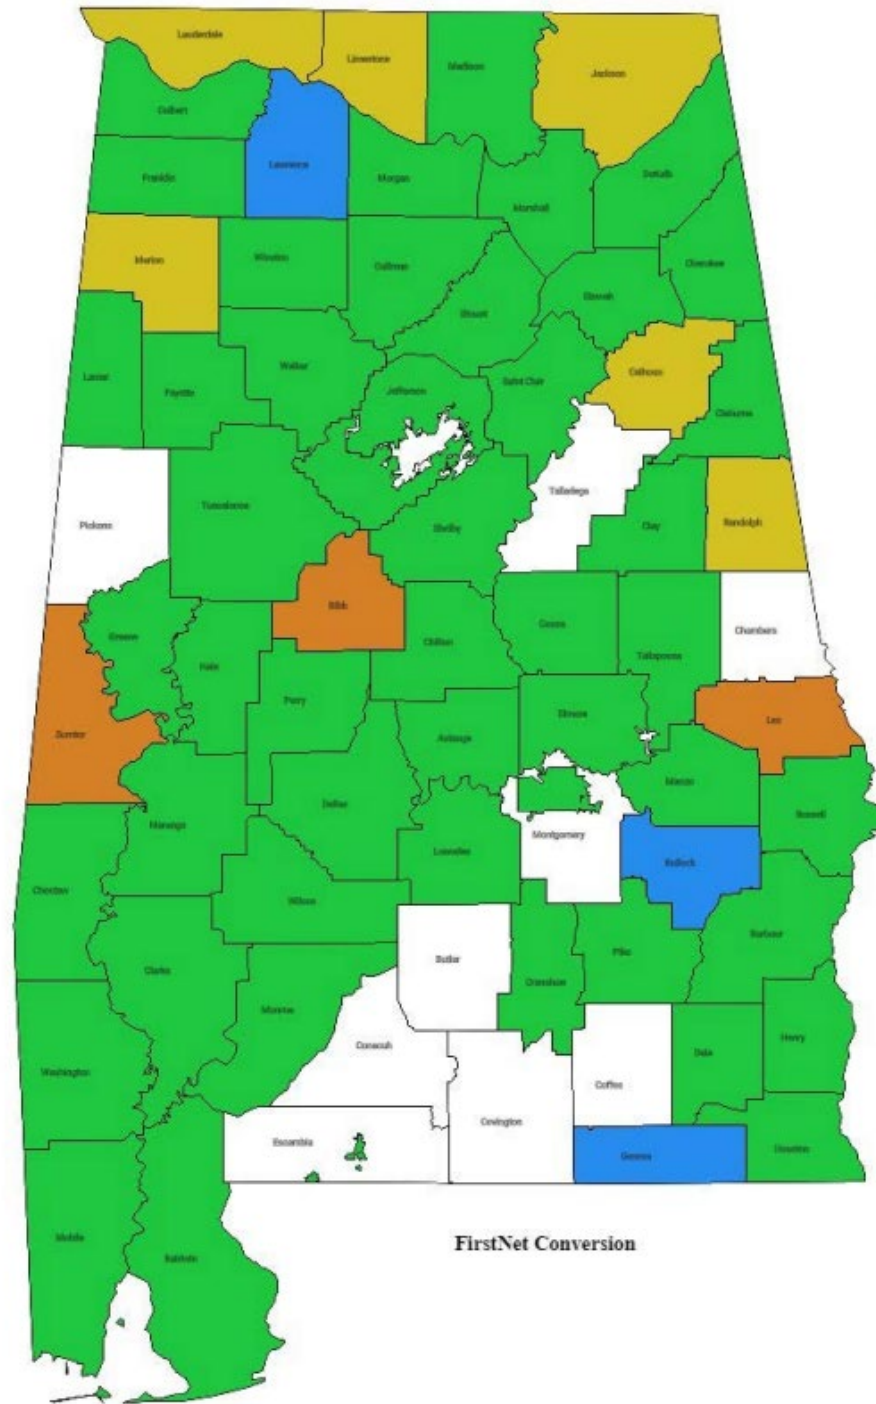 Lauderdale
Limestone
Madison
Jackson
Colbert
Lawrence
Franklin
Morgan
Marshall
DeKalb
Marion
Winston
Cullman
Cherokee
Etowah
Blount
Lamar
Fayette
Walker
Jefferson
Saint Clair
Calhoun
Cleburne
Pickens
Tuscaloosa
Shelby
Talladega
Clay
Randolph
Bibb
Greene
Hale
Chilton
Coosa
Tallapoosa
Chambers
Sumter
Perry
Autauga
Elmore
Lee
Marengo
Dallas
Lowndes
Montgomery
Macon
Russell
Bullock
Choctaw
Wilcox
Clarke
Butler
Crenshaw
Pike
Barbour
Monroe
Conecuh
Washington
Coffee
Dale
Henry
Escambia
Covington
Geneva
Houston
Mobile
Baldwin
FirstNet Conversion